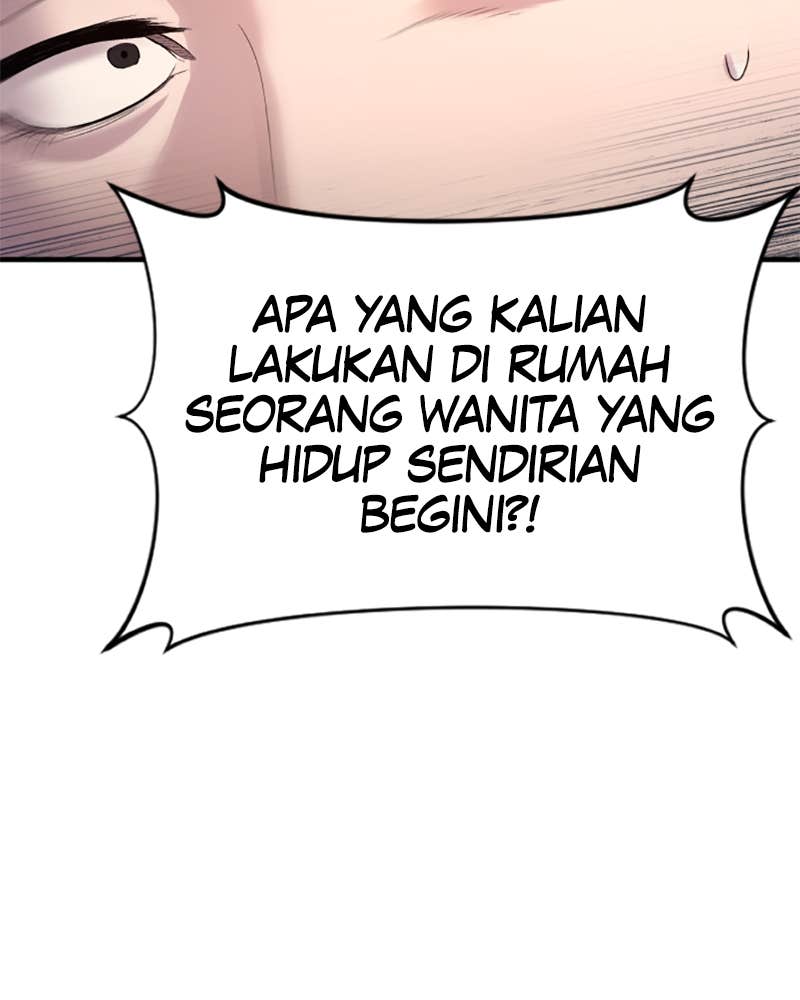 APA YANG KALIAN
LAKUKAN DI RUMAH
SEORANG WANITA YANG
HIDUP SENDIRIAN
BEGINI?!